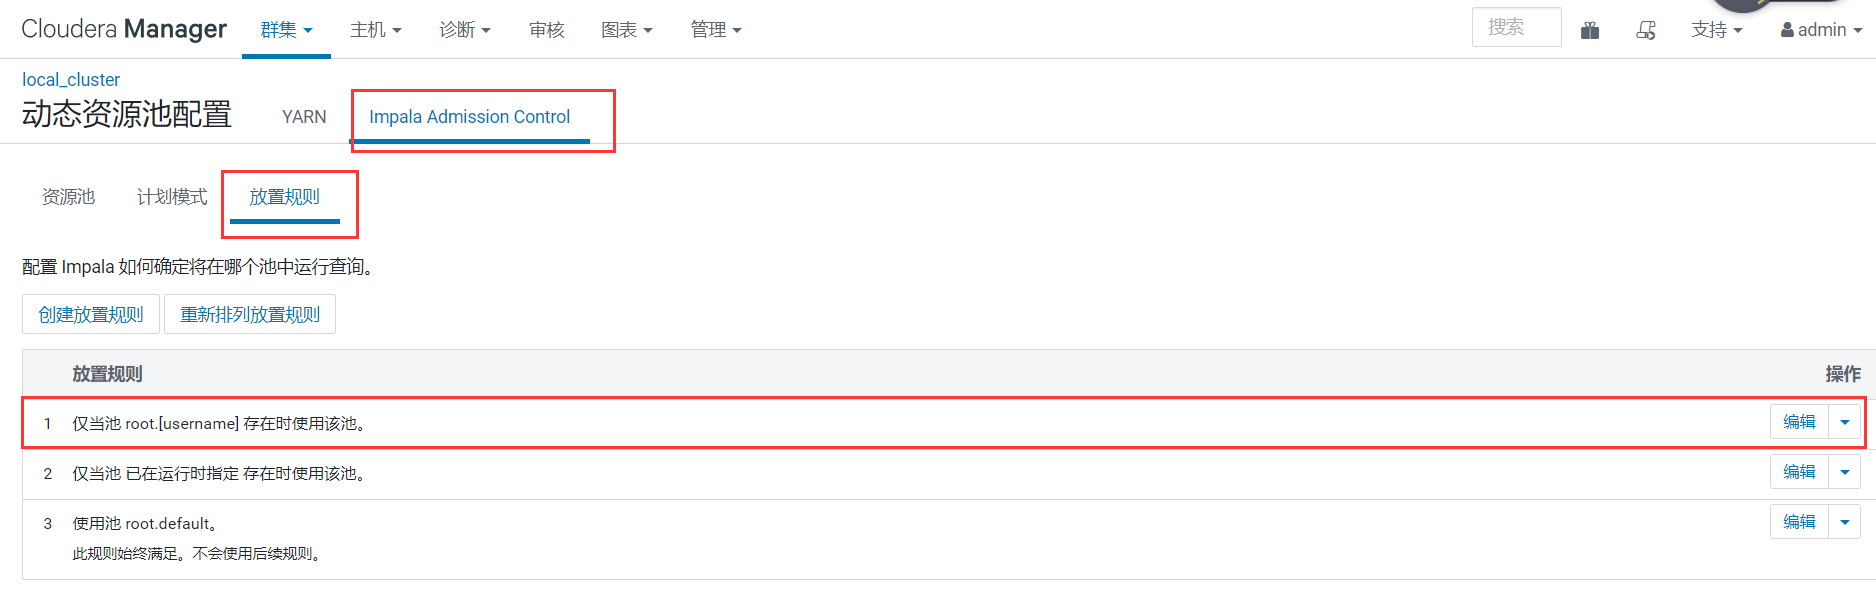 Cloudera Manager 群集 主机 诊断 审核 图表 管理 搜索 支持 admin
local_cluster
动态资源池配置 YARN Impala Admission Control
资源池 计划模式 放置规则
配置 Impala 如何确定将在哪个池中运行查询。
创建放置规则 重新排列放置规则
放置规则 操作
1 仅当池 root.[username] 存在时使用该池。 编辑
2 仅当池 已在运行时指定 存在时使用该池。 编辑
3 使用池 root.default。 编辑
此规则始终满足。不会使用后续规则。